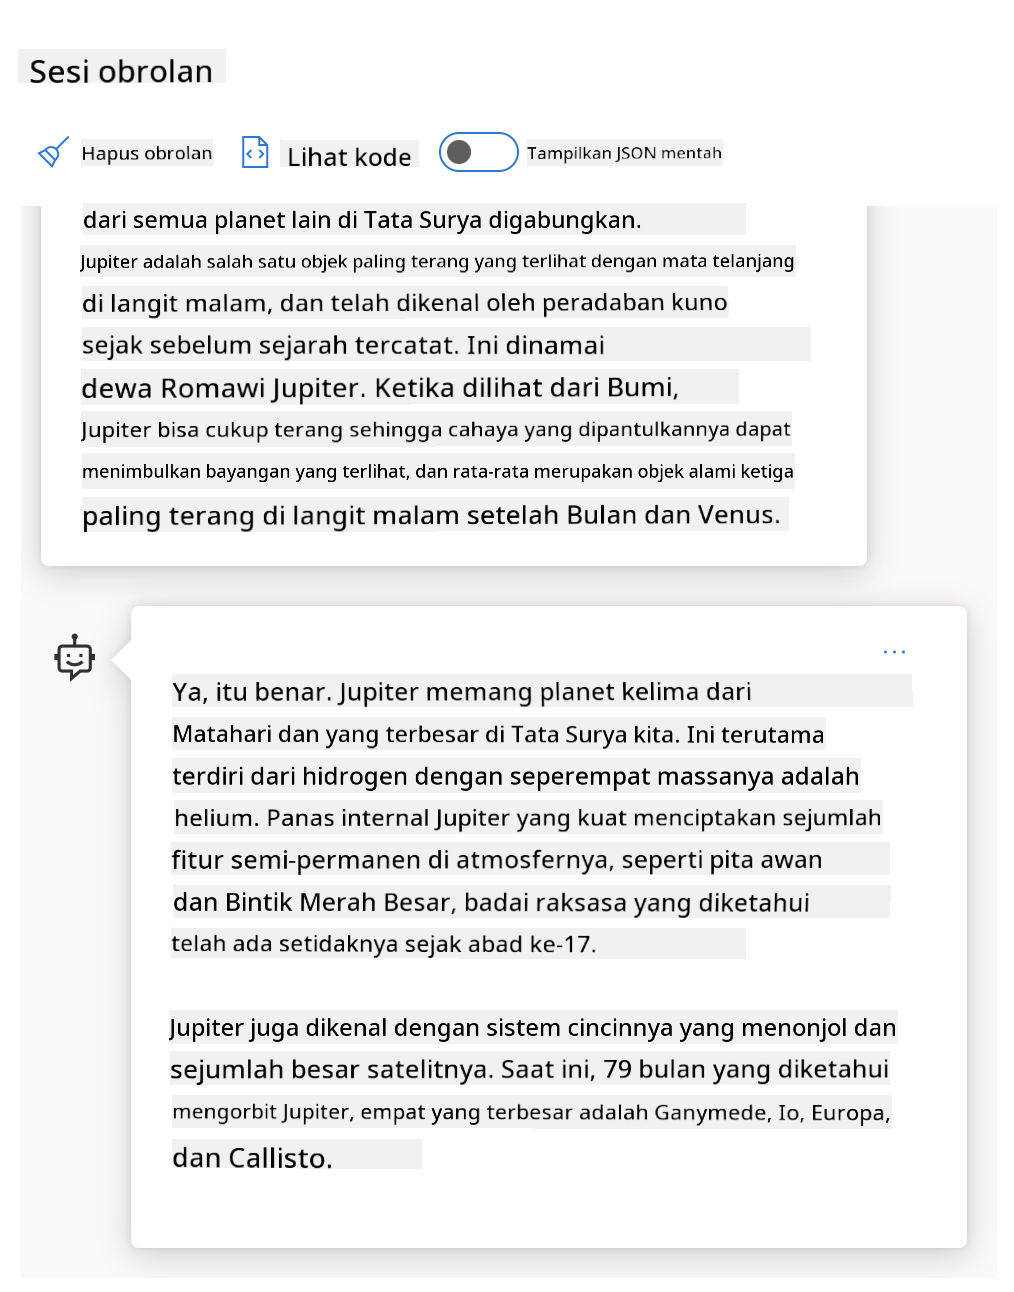 Sesi obrolan
Hapus obrolan
Lihat kode
Tampilkan JSON mentah
dari semua planet lain di Tata Surya digabungkan.
Jupiter adalah salah satu objek paling terang yang terlihat dengan mata telanjang
di langit malam, dan telah dikenal oleh peradaban kuno
sejak sebelum sejarah tercatat. Ini dinamai
dewa Romawi Jupiter. Ketika dilihat dari Bumi,
Jupiter bisa cukup terang sehingga cahaya yang dipantulkannya dapat
menimbulkan bayangan yang terlihat, dan rata-rata merupakan objek alami ketiga
paling terang di langit malam setelah Bulan dan Venus.
Ya, itu benar. Jupiter memang planet kelima dari
Matahari dan yang terbesar di Tata Surya kita. Ini terutama
terdiri dari hidrogen dengan seperempat massanya adalah
helium. Panas internal Jupiter yang kuat menciptakan sejumlah
fitur semi-permanen di atmosfernya, seperti pita awan
dan Bintik Merah Besar, badai raksasa yang diketahui
telah ada setidaknya sejak abad ke-17.
Jupiter juga dikenal dengan sistem cincinnya yang menonjol dan
sejumlah besar satelitnya. Saat ini, 79 bulan yang diketahui
mengorbit Jupiter, empat yang terbesar adalah Ganymede, Io, Europa,
dan Callisto.